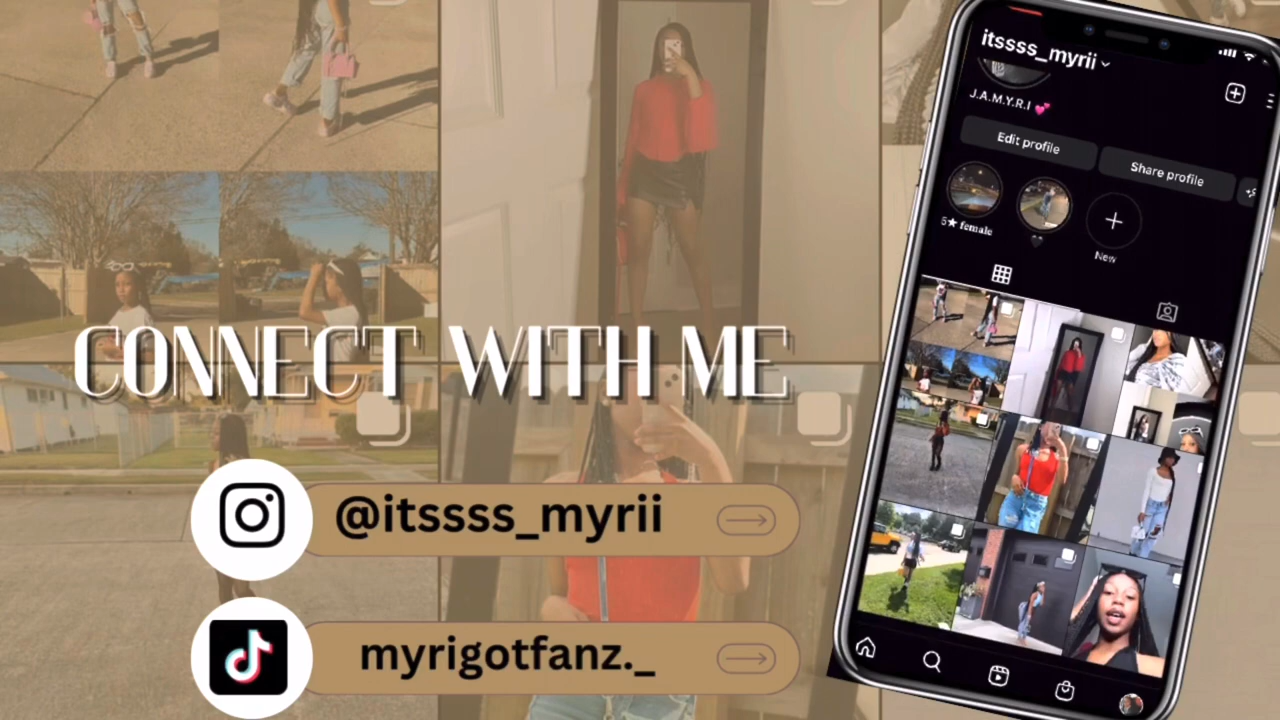 itssss_myrii
J.A.M.Y.R.I 💕
Edit profile
Share profile
5★ female
🖤
New
CONNECT WITH ME
@itssss_myrii
myrigotfanz._